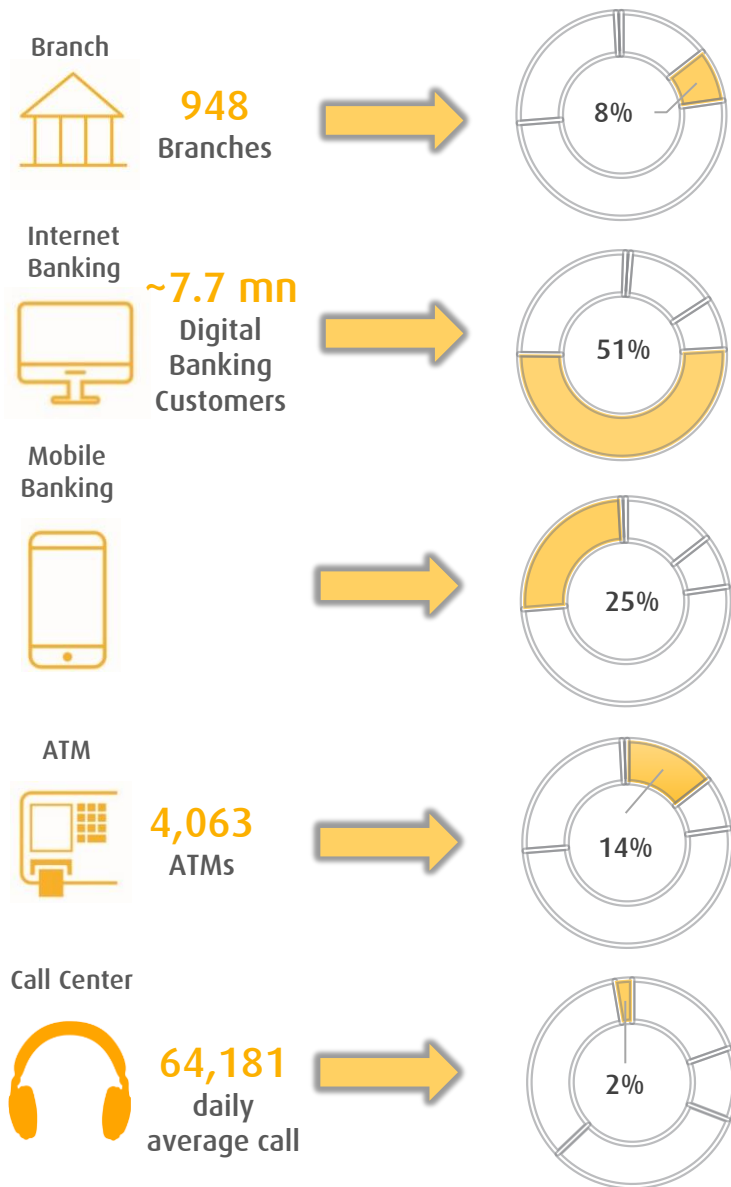 Branch
948
Branches
8%
Internet
Banking
~7.7 mn
Digital
Banking
Customers
51%
Mobile
Banking
25%
ATM
4,063
ATMs
14%
Call Center
64,181
daily
average call
2%